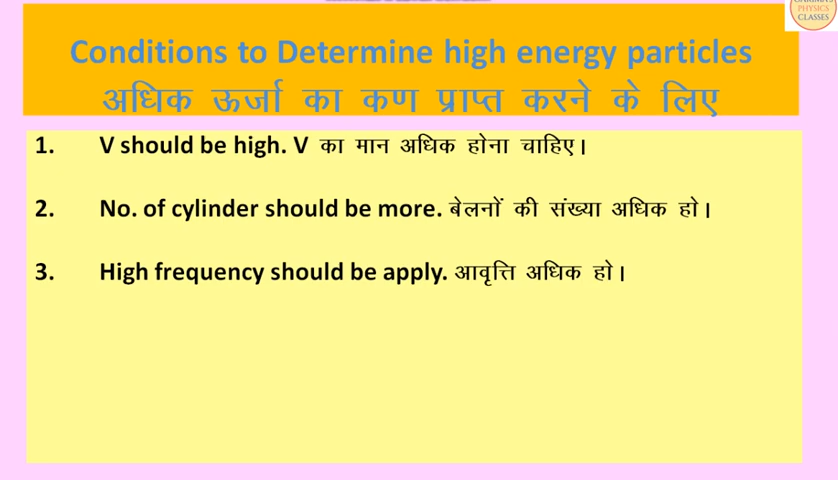 GARIMA'S
PHYSICS
CLASSES
Conditions to Determine high energy particles
अधिक ऊर्जा का कण प्राप्त करने के लिए
1. V should be high. V का मान अधिक होना चाहिए।
2. No. of cylinder should be more. बेलनों की संख्या अधिक हो।
3. High frequency should be apply. आवृत्ति अधिक हो।